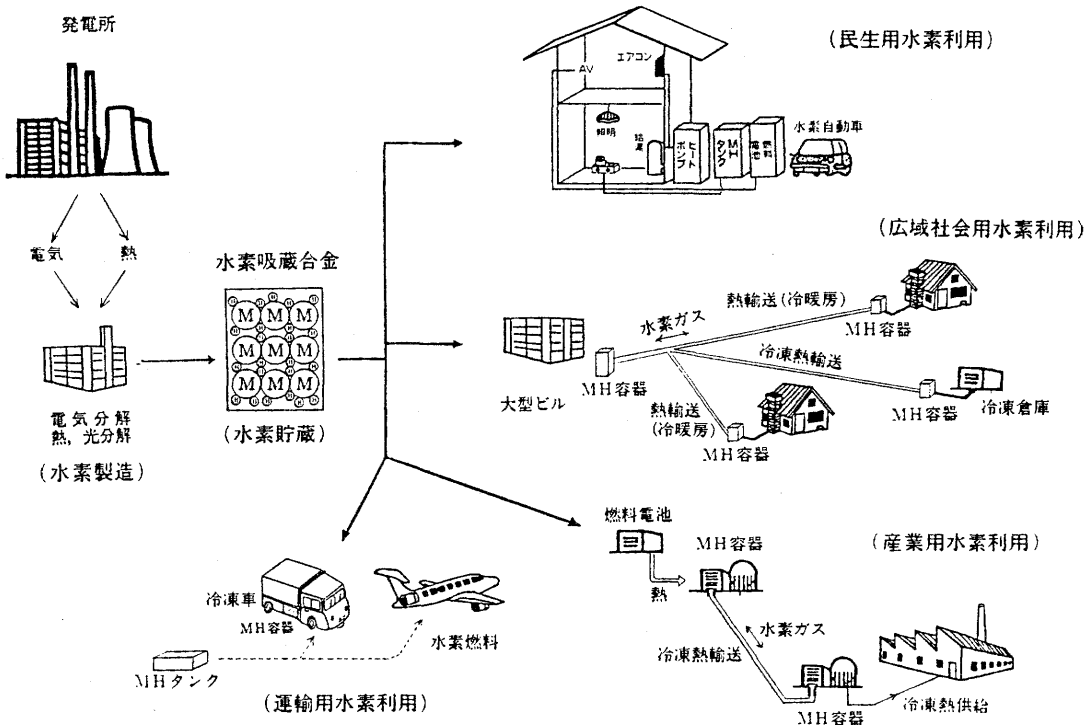 発電所
電気
熱
電気分解
熱, 光分解
(水素製造)
水素吸蔵合金
H
M M M
M M M
M M M
(水素貯蔵)
(民生用水素利用)
エアコン
AV
照明
給湯
ヒートポンプ
MHタンク
燃料電池
水素自動車
(広域社会用水素利用)
熱輸送(冷暖房)
水素ガス
MH容器
冷凍熱輸送
MH容器
大型ビル
熱輸送
(冷暖房)
MH容器
冷凍倉庫
MH容器
燃料電池
MH容器
(産業用水素利用)
熱
水素ガス
冷凍熱輸送
MH容器
冷凍熱供給
冷凍車
MH容器
水素燃料
MHタンク
(運輸用水素利用)